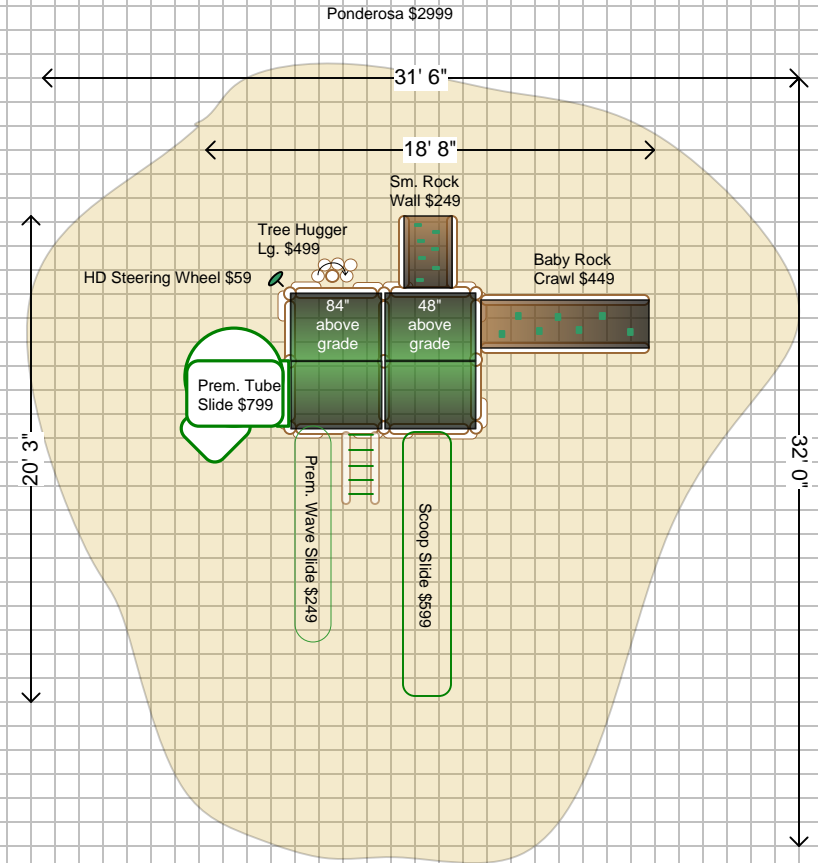 Ponderosa $2999
31' 6"
18' 8"
Sm. Rock
Wall $249
Tree Hugger
Lg. $499
Baby Rock
Crawl $449
HD Steering Wheel $59
84"
above
grade
48"
above
grade
Prem. Tube
Slide $799
20' 3"
32' 0"
Prem. Wave Slide $249
Scoop Slide $599